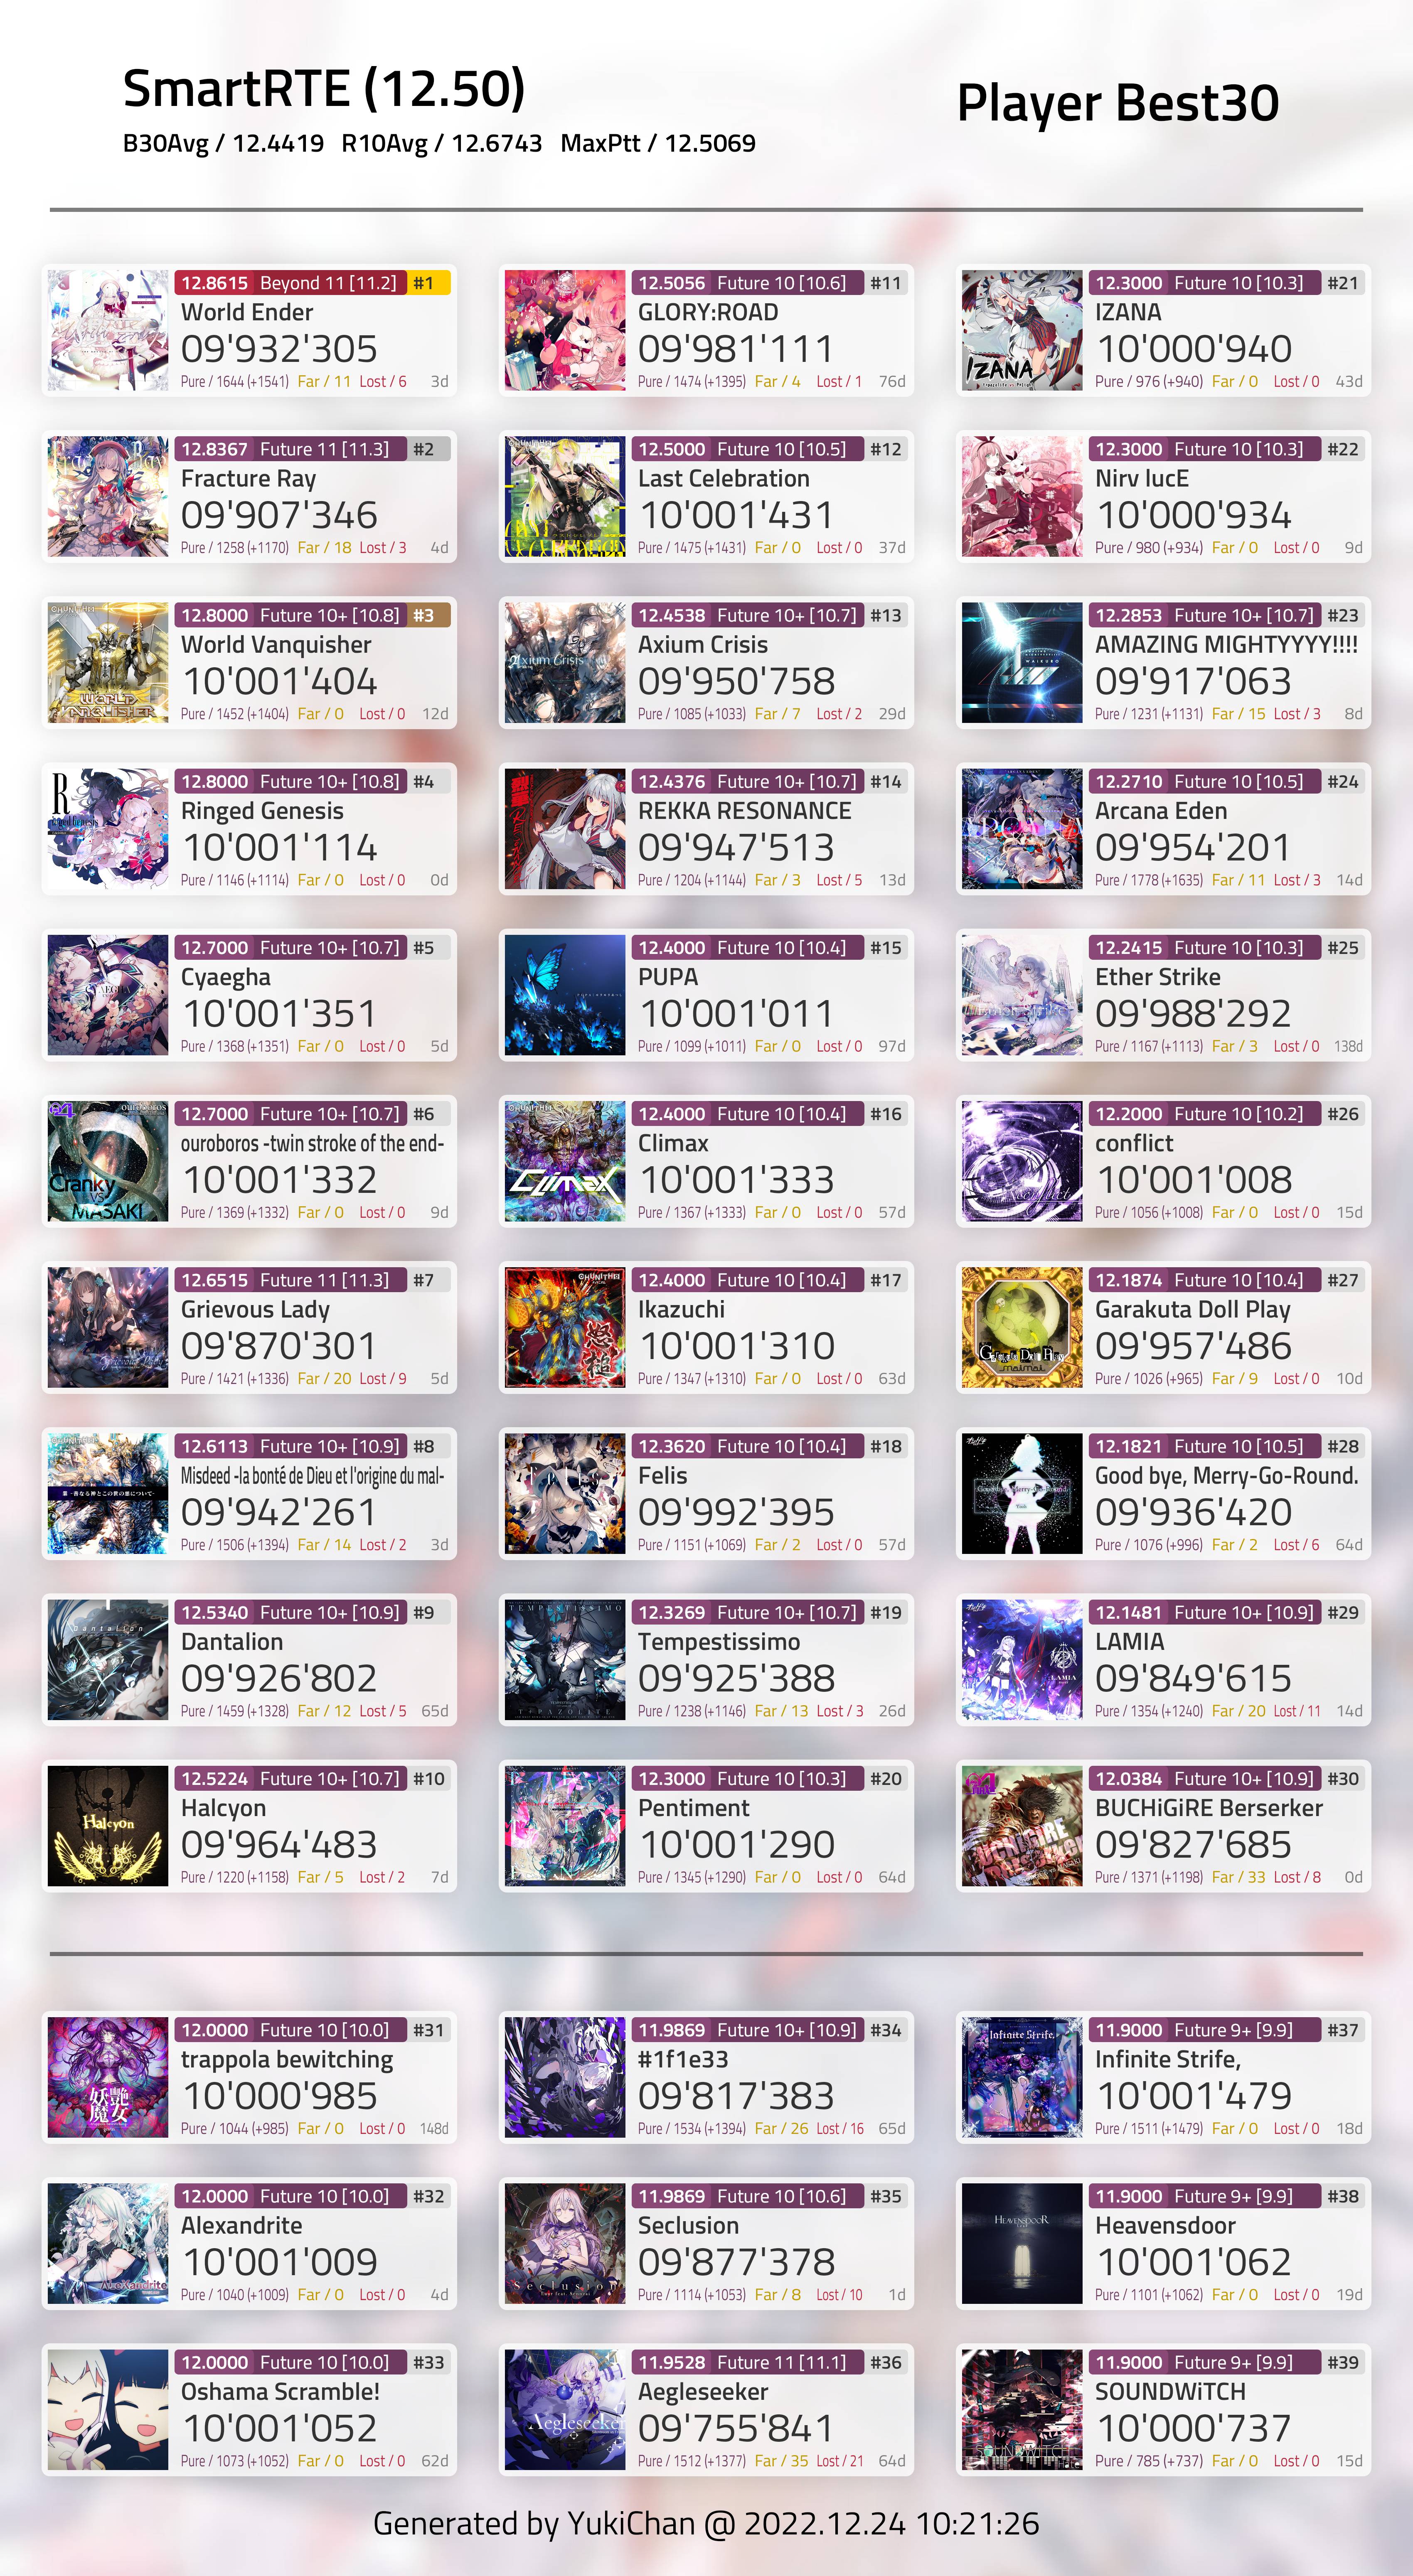 SmartRTE (12.50)
B30Avg / 12.4419 R10Avg / 12.6743 MaxPtt / 12.5069
Player Best30
12.8615 Beyond 11 [11.2] #1
World Ender
09'932'305
Pure / 1644 (+1541) Far / 11 Lost / 6 3d
12.8367 Future 11 [11.3] #2
Fracture Ray
09'907'346
Pure / 1258 (+1170) Far / 18 Lost / 3 4d
12.8000 Future 10+ [10.8] #3
World Vanquisher
10'001'404
Pure / 1452 (+1404) Far / 0 Lost / 0 12d
12.8000 Future 10+ [10.8] #4
Ringed Genesis
10'001'114
Pure / 1146 (+1114) Far / 0 Lost / 0 0d
12.7000 Future 10+ [10.7] #5
Cyaegha
10'001'351
Pure / 1368 (+1351) Far / 0 Lost / 0 5d
12.7000 Future 10+ [10.7] #6
ouroboros -twin stroke of the end-
10'001'332
Pure / 1369 (+1332) Far / 0 Lost / 0 9d
12.6515 Future 11 [11.3] #7
Grievous Lady
09'870'301
Pure / 1421 (+1336) Far / 20 Lost / 9 5d
12.6113 Future 10+ [10.9] #8
Misdeed -la bonté de Dieu et l'origine du mal-
09'942'261
Pure / 1506 (+1394) Far / 14 Lost / 2 3d
12.5340 Future 10+ [10.9] #9
Dantalion
09'926'802
Pure / 1459 (+1328) Far / 12 Lost / 5 65d
12.5224 Future 10+ [10.7] #10
Halcyon
09'964'483
Pure / 1220 (+1158) Far / 5 Lost / 2 7d
12.5056 Future 10 [10.6] #11
GLORY:ROAD
09'981'111
Pure / 1474 (+1395) Far / 4 Lost / 1 76d
12.5000 Future 10 [10.5] #12
Last Celebration
10'001'431
Pure / 1475 (+1431) Far / 0 Lost / 0 37d
12.4538 Future 10+ [10.7] #13
Axium Crisis
09'950'758
Pure / 1085 (+1033) Far / 7 Lost / 2 29d
12.4376 Future 10+ [10.7] #14
REKKA RESONANCE
09'947'513
Pure / 1204 (+1144) Far / 3 Lost / 5 13d
12.4000 Future 10 [10.4] #15
PUPA
10'001'011
Pure / 1099 (+1011) Far / 0 Lost / 0 97d
12.4000 Future 10 [10.4] #16
Climax
10'001'333
Pure / 1367 (+1333) Far / 0 Lost / 0 57d
12.4000 Future 10 [10.4] #17
Ikazuchi
10'001'310
Pure / 1347 (+1310) Far / 0 Lost / 0 63d
12.3620 Future 10 [10.4] #18
Felis
09'992'395
Pure / 1151 (+1069) Far / 2 Lost / 0 57d
12.3269 Future 10+ [10.7] #19
Tempestissimo
09'925'388
Pure / 1238 (+1146) Far / 13 Lost / 3 26d
12.3000 Future 10 [10.3] #20
Pentiment
10'001'290
Pure / 1345 (+1290) Far / 0 Lost / 0 64d
12.3000 Future 10 [10.3] #21
IZANA
10'000'940
Pure / 976 (+940) Far / 0 Lost / 0 43d
12.3000 Future 10 [10.3] #22
Nirv lucE
10'000'934
Pure / 980 (+934) Far / 0 Lost / 0 9d
12.2853 Future 10+ [10.7] #23
AMAZING MIGHTYYYY!!!!
09'917'063
Pure / 1231 (+1131) Far / 15 Lost / 3 8d
12.2710 Future 10 [10.5] #24
Arcana Eden
09'954'201
Pure / 1778 (+1635) Far / 11 Lost / 3 14d
12.2415 Future 10 [10.3] #25
Ether Strike
09'988'292
Pure / 1167 (+1113) Far / 3 Lost / 0 138d
12.2000 Future 10 [10.2] #26
conflict
10'001'008
Pure / 1056 (+1008) Far / 0 Lost / 0 15d
12.1874 Future 10 [10.4] #27
Garakuta Doll Play
09'957'486
Pure / 1026 (+965) Far / 9 Lost / 0 10d
12.1821 Future 10 [10.5] #28
Good bye, Merry-Go-Round.
09'936'420
Pure / 1076 (+996) Far / 2 Lost / 6 64d
12.1481 Future 10+ [10.9] #29
LAMIA
09'849'615
Pure / 1354 (+1240) Far / 20 Lost / 11 14d
12.0384 Future 10+ [10.9] #30
BUCHiGiRE Berserker
09'827'685
Pure / 1371 (+1198) Far / 33 Lost / 8 0d
12.0000 Future 10 [10.0] #31
trappola bewitching
10'000'985
Pure / 1044 (+985) Far / 0 Lost / 0 148d
12.0000 Future 10 [10.0] #32
Alexandrite
10'001'009
Pure / 1040 (+1009) Far / 0 Lost / 0 4d
12.0000 Future 10 [10.0] #33
Oshama Scramble!
10'001'052
Pure / 1073 (+1052) Far / 0 Lost / 0 62d
11.9869 Future 10+ [10.9] #34
#1f1e33
09'817'383
Pure / 1534 (+1394) Far / 26 Lost / 16 65d
11.9869 Future 10 [10.6] #35
Seclusion
09'877'378
Pure / 1114 (+1053) Far / 8 Lost / 10 1d
11.9528 Future 11 [11.1] #36
Aegleseeker
09'755'841
Pure / 1512 (+1377) Far / 35 Lost / 21 64d
11.9000 Future 9+ [9.9] #37
Infinite Strife,
10'001'479
Pure / 1511 (+1479) Far / 0 Lost / 0 18d
11.9000 Future 9+ [9.9] #38
Heavensdoor
10'001'062
Pure / 1101 (+1062) Far / 0 Lost / 0 19d
11.9000 Future 9+ [9.9] #39
SOUNDWiTCH
10'000'737
Pure / 785 (+737) Far / 0 Lost / 0 15d
Generated by YukiChan @ 2022.12.24 10:21:26